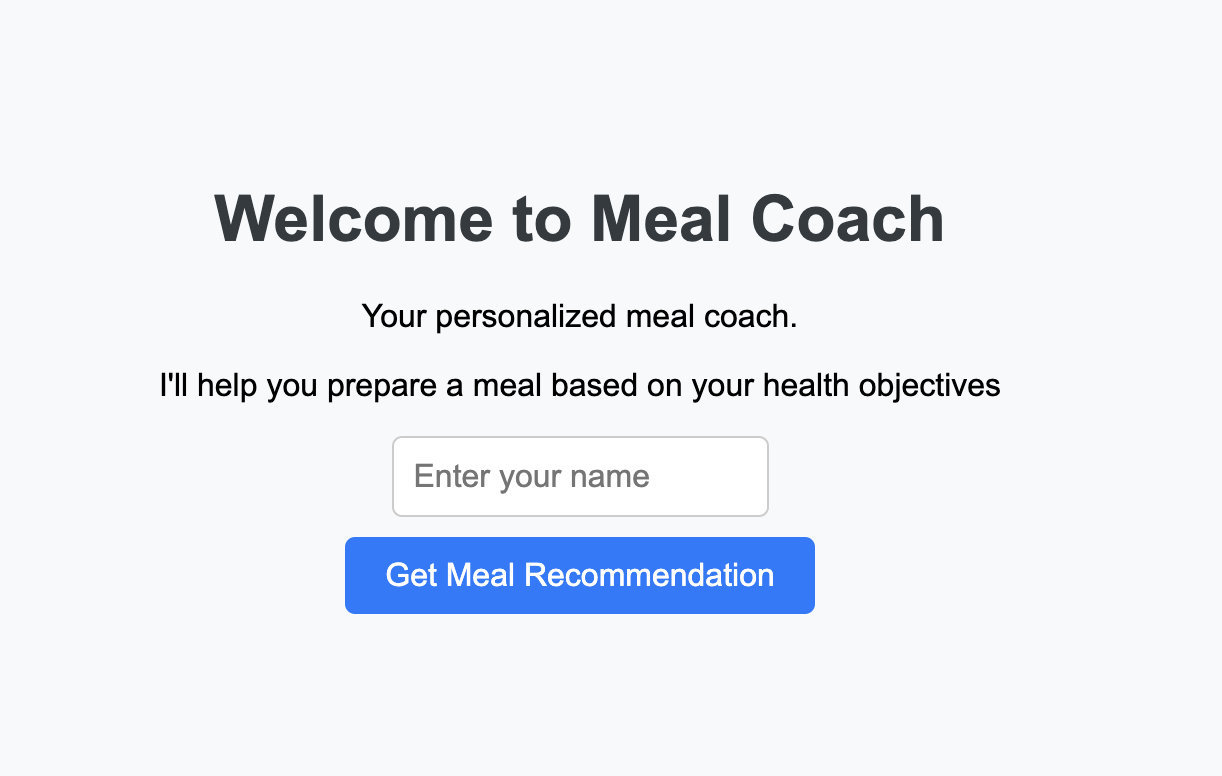 Welcome to Meal Coach
Your personalized meal coach.
I'll help you prepare a meal based on your health objectives
Enter your name
Get Meal Recommendation